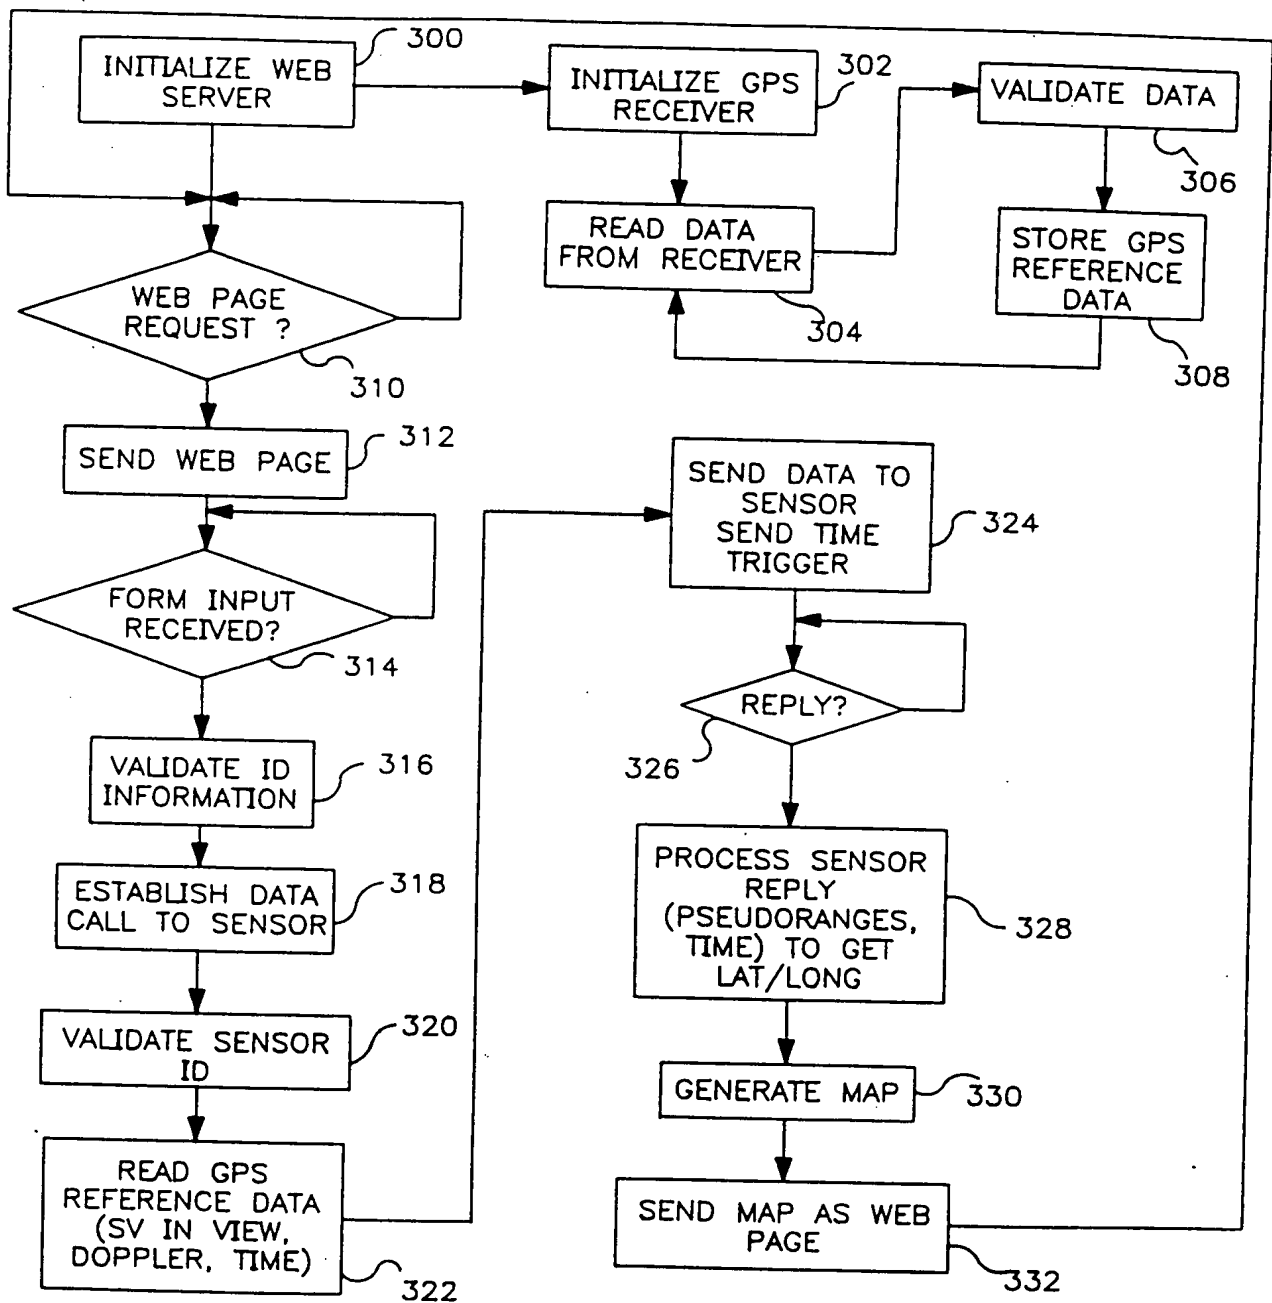 INITIALIZE WEB
SERVER
300
INITIALIZE GPS
RECEIVER
302
READ DATA
FROM RECEIVER
304
VALIDATE DATA
306
STORE GPS
REFERENCE
DATA
308
WEB PAGE
REQUEST ?
310
SEND WEB PAGE
312
FORM INPUT
RECEIVED?
314
VALIDATE ID
INFORMATION
316
ESTABLISH DATA
CALL TO SENSOR
318
VALIDATE SENSOR
ID
320
READ GPS
REFERENCE DATA
(SV IN VIEW,
DOPPLER, TIME)
322
SEND DATA TO
SENSOR
SEND TIME
TRIGGER
324
REPLY?
326
PROCESS SENSOR
REPLY
(PSEUDORANGES,
TIME) TO GET
LAT/LONG
328
GENERATE MAP
330
SEND MAP AS WEB
PAGE
332